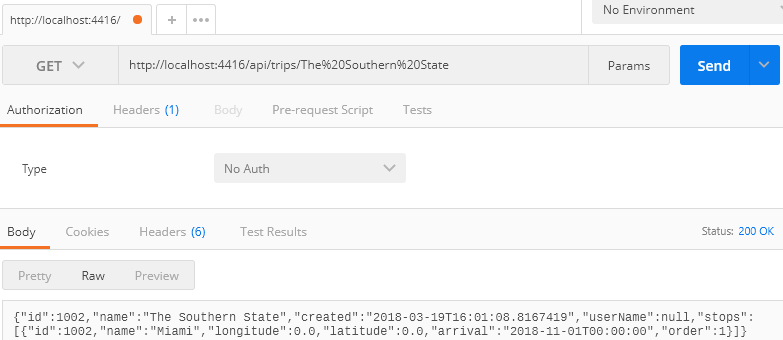 http://localhost:4416/
+
•••
No Environment
GET
http://localhost:4416/api/trips/The%20Southern%20State
Params
Send
Authorization
Headers (1)
Body
Pre-request Script
Tests
Type
No Auth
Body
Cookies
Headers (6)
Test Results
Status: 200 OK
Pretty
Raw
Preview
{"id":1002,"name":"The Southern State","created":"2018-03-19T16:01:08.8167419","userName":null,"stops":
[{"id":1002,"name":"Miami","longitude":0.0,"latitude":0.0,"arrival":"2018-11-01T00:00:00","order":1}]}